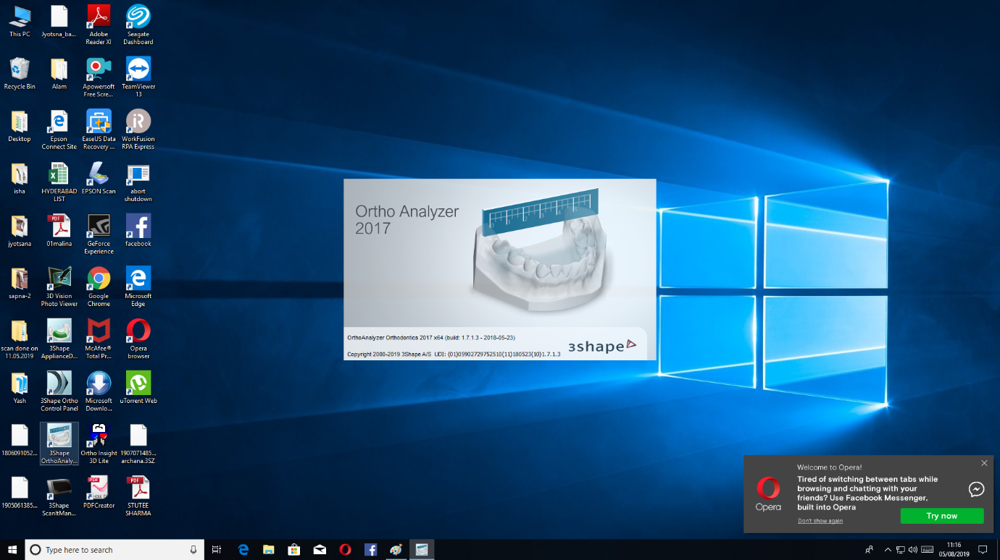 This PC
Jyotsna_ba...
Adobe
Reader XI
Seagate
Dashboard
Recycle Bin
Alam
Apowersoft
Free Scre...
TeamViewer
13
Desktop
Epson
Connect Site
EaseUS Data
Recovery ...
WorkFusion
RPA Express
isha
HYDERABAD
LIST
EPSON Scan
abort
shutdown
jyotsana
PDF
01malina
GeForce
Experience
facebook
sapna-2
3D Vision
Photo Viewer
Google
Chrome
Microsoft
Edge
scan done on
11.05.2019
3Shape
ApplianceD...
McAfee®
Total Pr...
Opera
browser
Yash
3Shape Ortho
Control Panel
Microsoft
Downlo...
uTorrent Web
1806091052...
3Shape
OrthoAnaly...
Ortho Insight
3D Lite
1907071485...
archana.3SZ
1905061385...
3Shape
ScanItMan...
PDF
PDFCreator
PDF
STUTEE
SHARMA
Ortho Analyzer
2017
OrthoAnalyzer Orthodontics 2017 x64 (build: 1.7.1.3 - 2018-05-23)
Copyright 2000-2019 3Shape A/S UDI: (01)05902729752510(11)180523(10)1.7.1.3
3shape
Welcome to Opera!
Tired of switching between tabs while
browsing and chatting with your
friends? Use Facebook Messenger,
built into Opera
Opera
Don't show again
Try now
Type here to search
11:16
05/08/2019